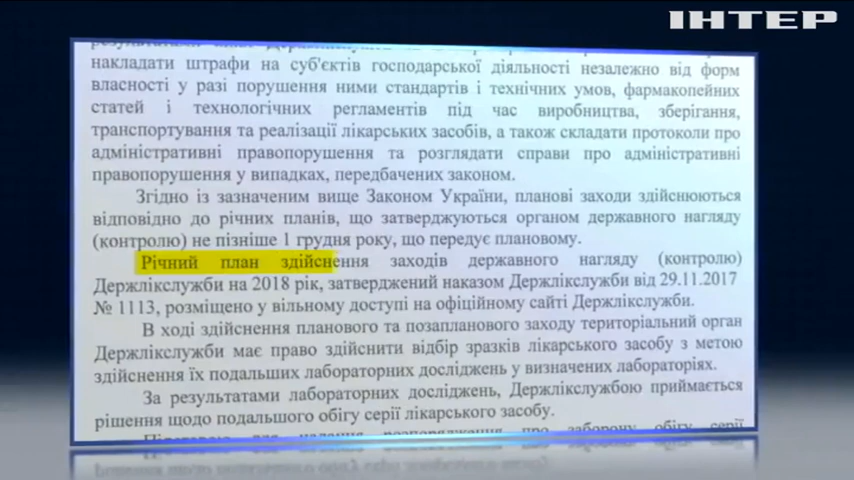 ІНТЕР
накладати штрафи на суб'єктів господарської діяльності незалежно від форм
власності у разі порушення ними стандартів і технічних умов, фармакопейних
статей і технологічних регламентів під час виробництва, зберігання,
транспортування та реалізації лікарських засобів, а також складати протоколи про
адміністративні правопорушення та розглядати справи про адміністративні
правопорушення у випадках, передбачених законом.
Згідно із зазначеним вище Законом України, планові заходи здійснюються
відповідно до річних планів, що затверджуються органом державного нагляду
(контролю) не пізніше 1 грудня року, що передує плановому.
Річний план здійснення заходів державного нагляду (контролю)
Держлікслужби на 2018 рік, затверджений наказом Держлікслужби від 29.11.2017
№ 1113, розміщено у вільному доступі на офіційному сайті Держлікслужби.
В ході здійснення планового та позапланового заходу територіальний орган
Держлікслужби має право здійснити відбір зразків лікарського засобу з метою
здійснення їх подальших лабораторних досліджень у визначених лабораторіях.
За результатами лабораторних досліджень, Держлікслужбою приймається
рішення щодо подальшого обігу серії лікарського засобу.